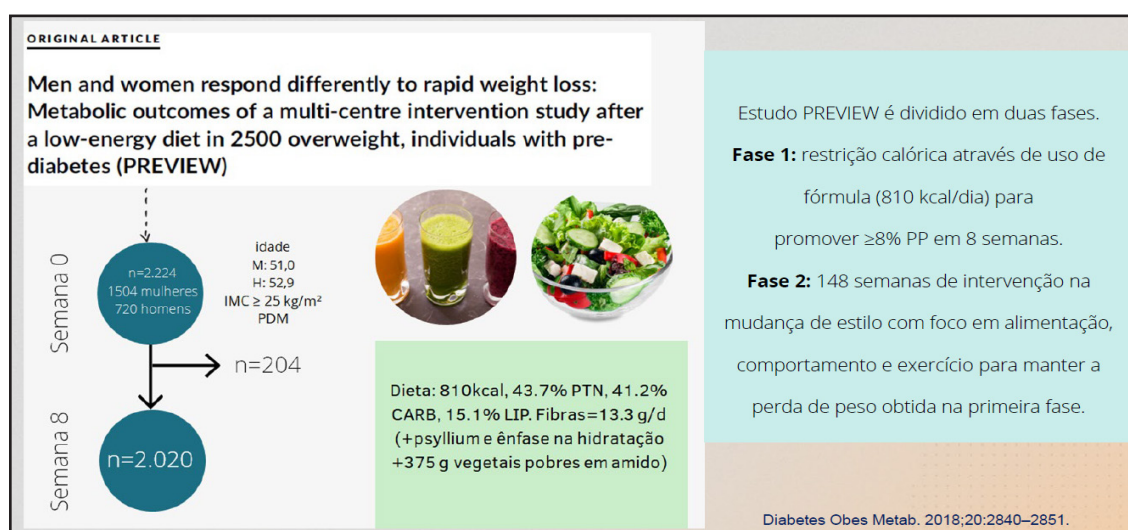 ORIGINAL ARTICLE
Men and women respond differently to rapid weight loss:
Metabolic outcomes of a multi-centre intervention study after
a low-energy diet in 2500 overweight, individuals with pre-
diabetes (PREVIEW)
Semana 0
n=2.224
1504 mulheres
720 homens
idade
M: 51,0
H: 52,9
IMC ≥ 25 kg/m²
PDM
n=204
Semana 8
n=2.020
Dieta: 810kcal, 43.7% PTN, 41.2%
CARB, 15.1% LIP. Fibras=13.3 g/d
(+psyllium e ênfase na hidratação
+375 g vegetais pobres em amido)
Estudo PREVIEW é dividido em duas fases.
Fase 1: restrição calórica através de uso de
fórmula (810 kcal/dia) para
promover ≥8% PP em 8 semanas.
Fase 2: 148 semanas de intervenção na
mudança de estilo com foco em alimentação,
comportamento e exercício para manter a
perda de peso obtida na primeira fase.
Diabetes Obes Metab. 2018;20:2840–2851.